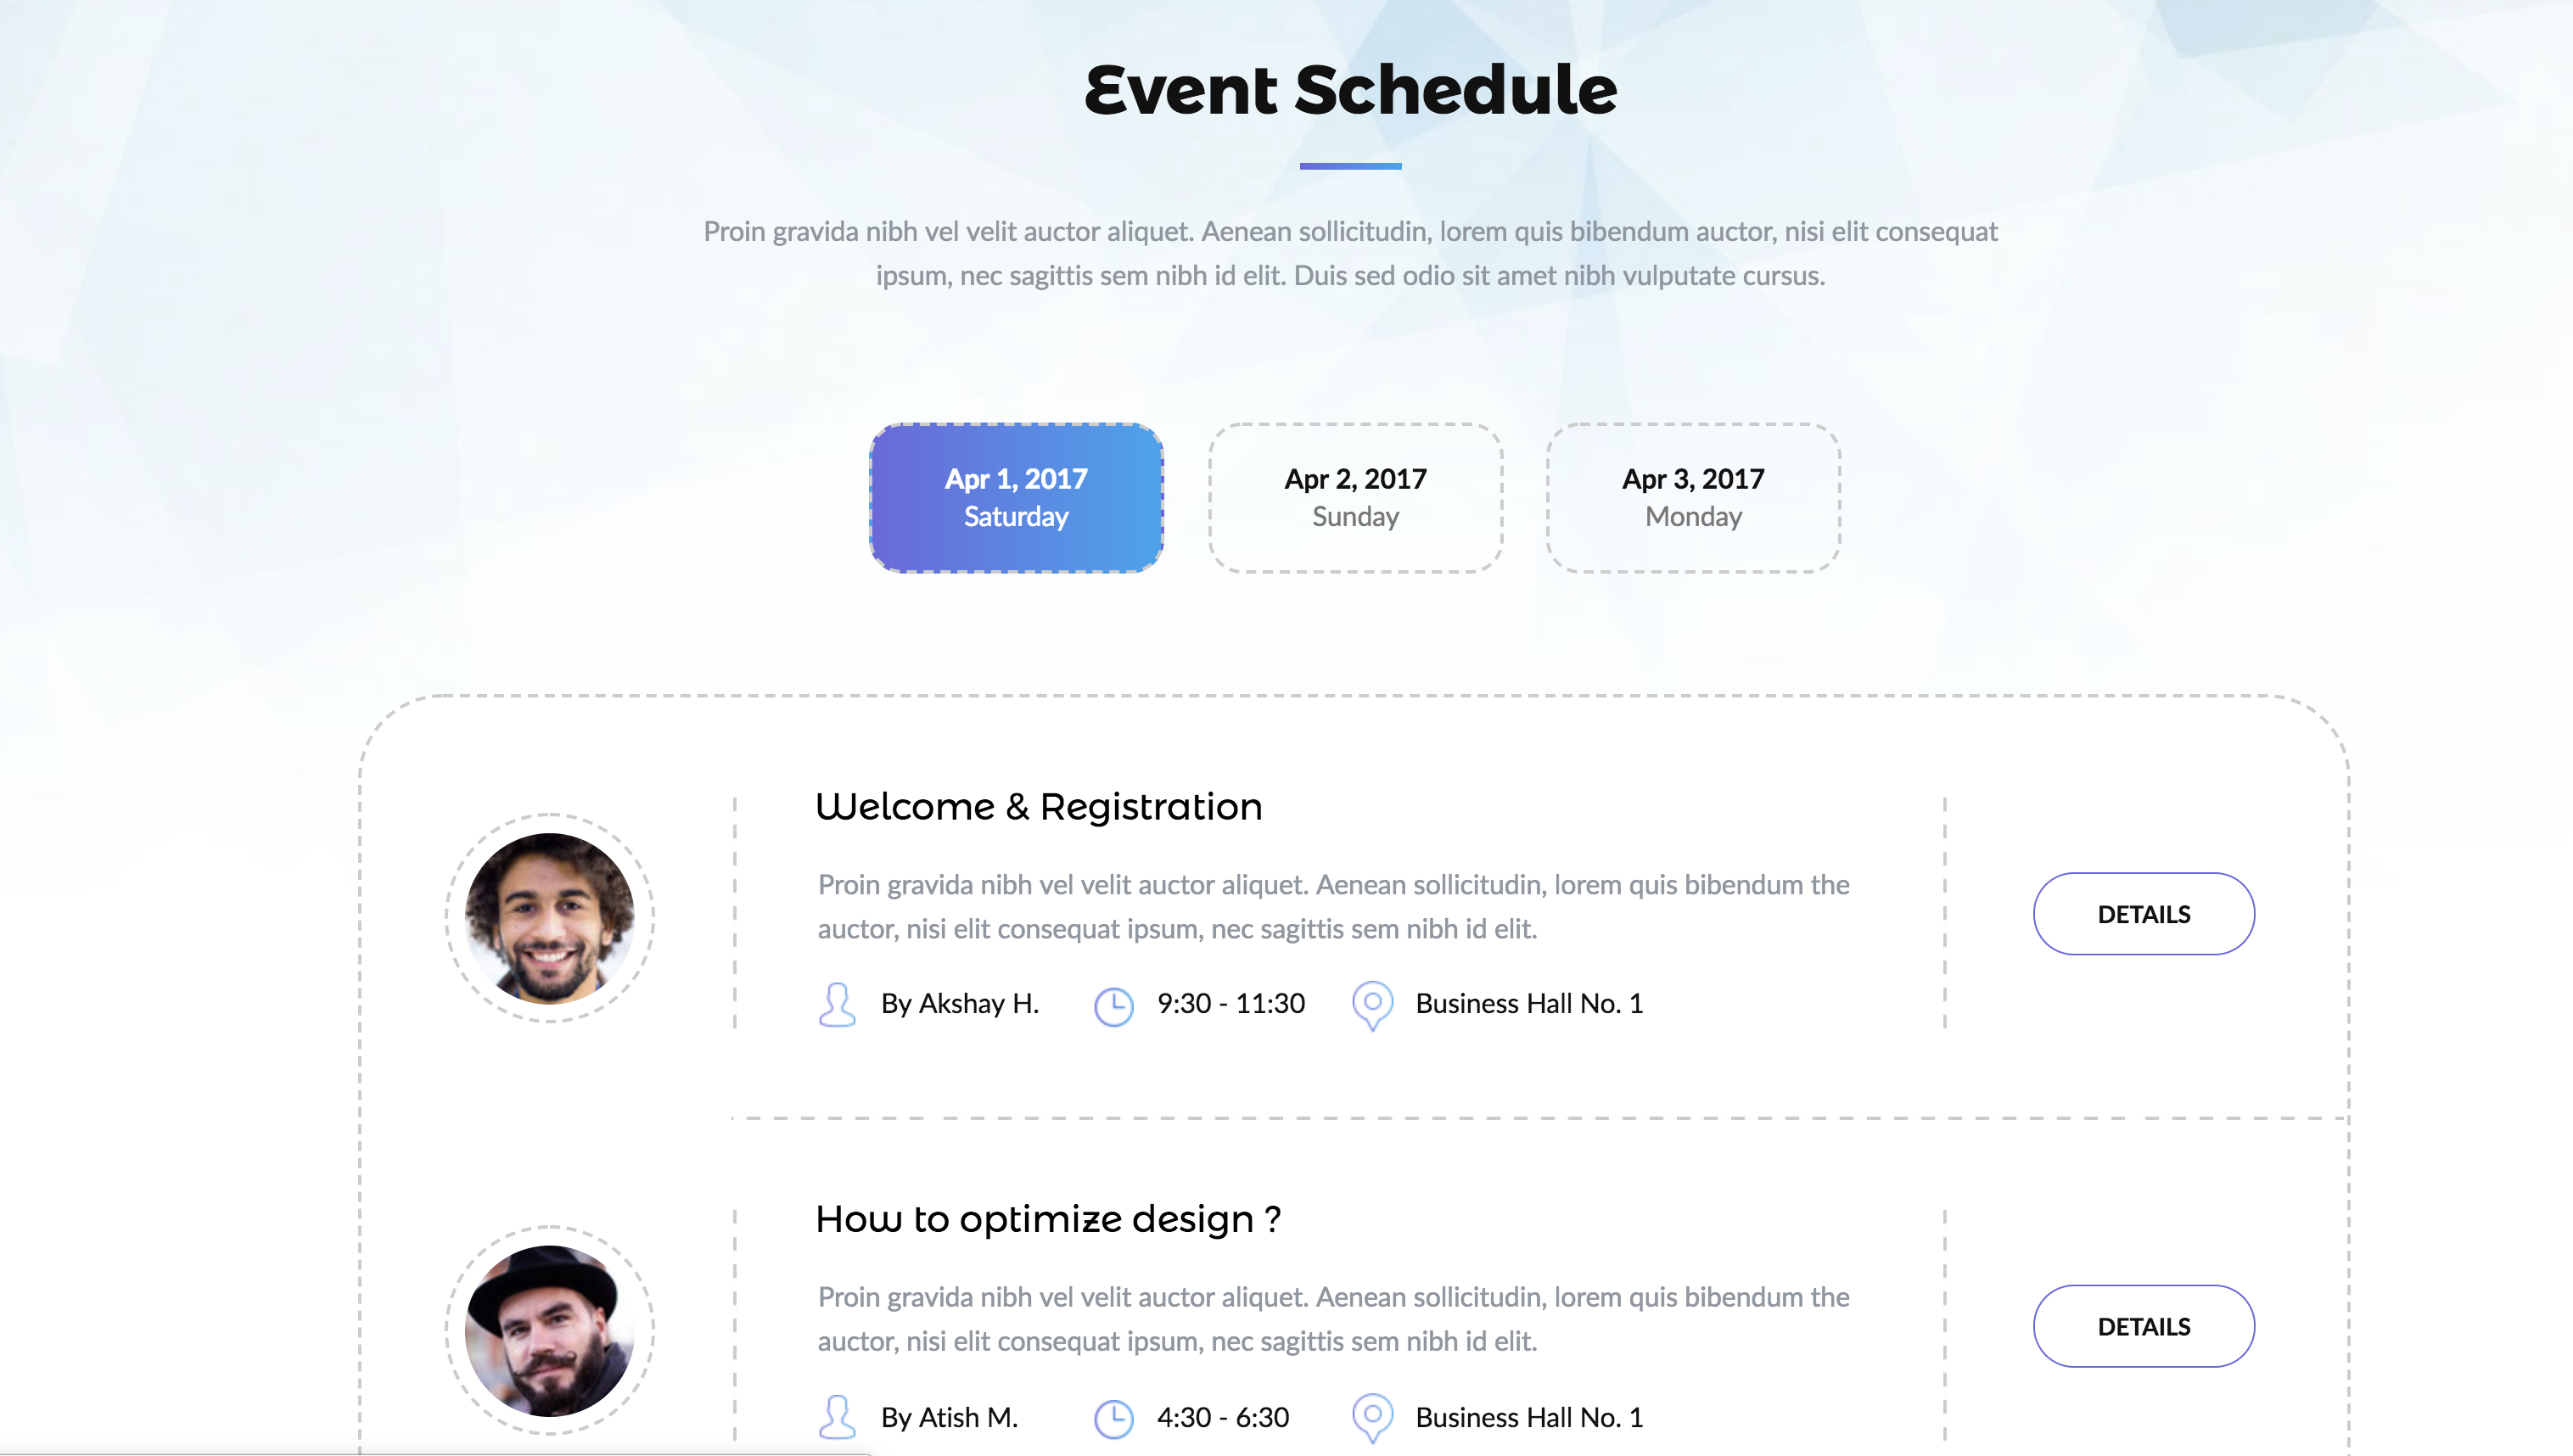 Event Schedule
Proin gravida nibh vel velit auctor aliquet. Aenean sollicitudin, lorem quis bibendum auctor, nisi elit consequat
ipsum, nec sagittis sem nibh id elit. Duis sed odio sit amet nibh vulputate cursus.
Apr 1, 2017
Saturday
Apr 2, 2017
Sunday
Apr 3, 2017
Monday
Welcome & Registration
Proin gravida nibh vel velit auctor aliquet. Aenean sollicitudin, lorem quis bibendum the
auctor, nisi elit consequat ipsum, nec sagittis sem nibh id elit.
By Akshay H.
9:30 - 11:30
Business Hall No. 1
DETAILS
How to optimize design ?
Proin gravida nibh vel velit auctor aliquet. Aenean sollicitudin, lorem quis bibendum the
auctor, nisi elit consequat ipsum, nec sagittis sem nibh id elit.
By Atish M.
4:30 - 6:30
Business Hall No. 1
DETAILS